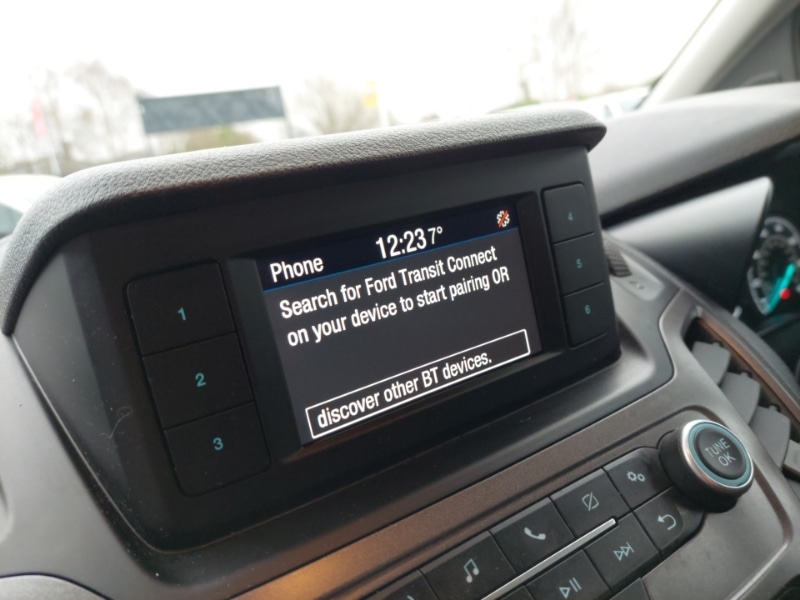 Phone 12:23 7°
Search for Ford Transit Connect
on your device to start pairing OR
discover other BT devices.
1
2
3
4
5
6
TUNE
OK